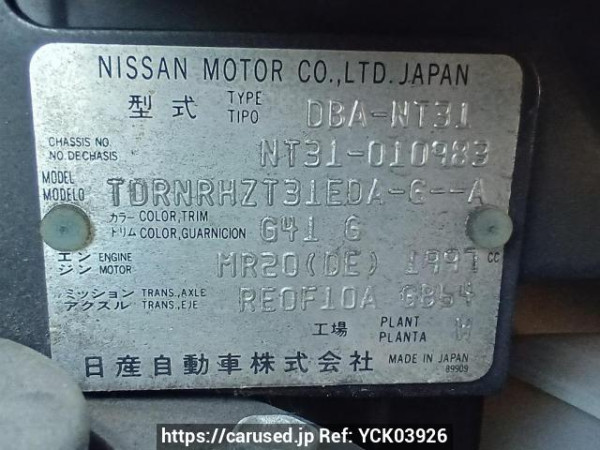 NISSAN MOTOR CO.,LTD. JAPAN
型式 TYPE TIPO DBA-NT31
CHASSIS NO. NO.DECHASIS NT31-010983
MODEL MODELO TDRNRHZT31EDA-G--A
カラー COLOR,TRIM
トリム COLOR,GUARNICION G41 G
エンジン ENGINE MOTOR MR20(DE) 1997 CC
ミッション TRANS.,AXLE
アクスル TRANS.,EJE RE0F10A GB54
工場 PLANT PLANTA
日産自動車株式会社 MADE IN JAPAN
89909
https://carused.jp Ref: YCK03926